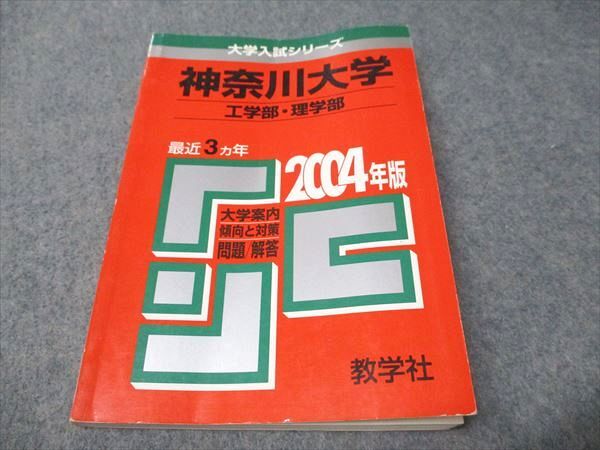 大学入試シリーズ
神奈川大学
工学部・理学部
最近3ヵ年
2004年版
大学案内
傾向と対策
問題/解答
教学社